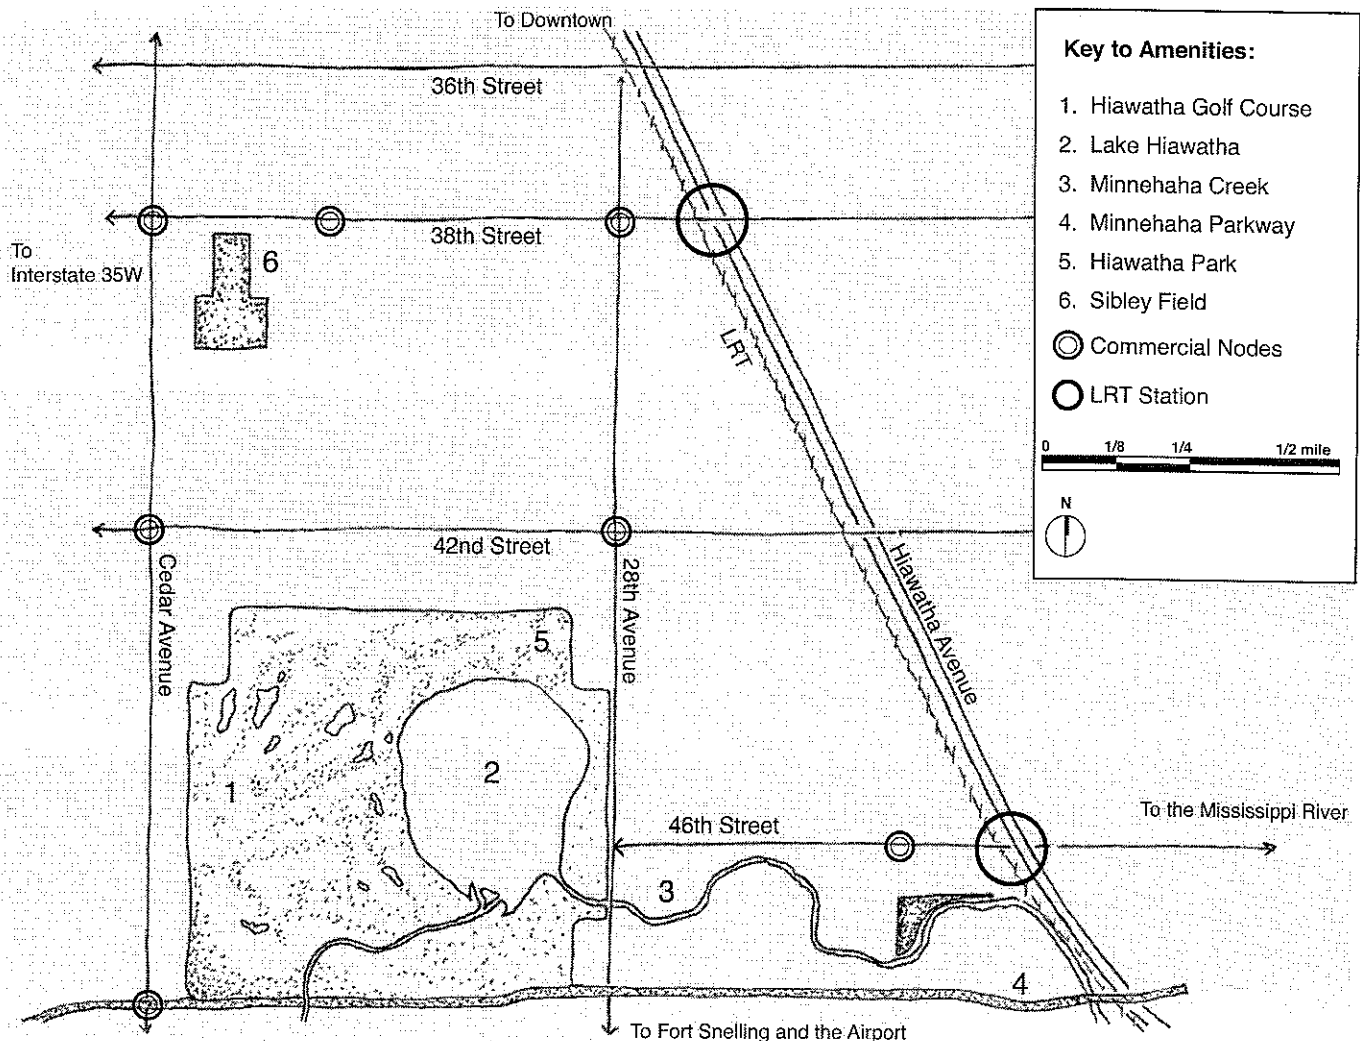 To Downtown
36th Street
38th Street
To
Interstate 35W
6
LRT
42nd Street
Cedar Avenue
28th Avenue
Hiawatha Avenue
5
1
2
46th Street
To the Mississippi River
3
4
To Fort Snelling and the Airport
Key to Amenities:
1. Hiawatha Golf Course
2. Lake Hiawatha
3. Minnehaha Creek
4. Minnehaha Parkway
5. Hiawatha Park
6. Sibley Field
Commercial Nodes
LRT Station
0 1/8 1/4 1/2 mile
N